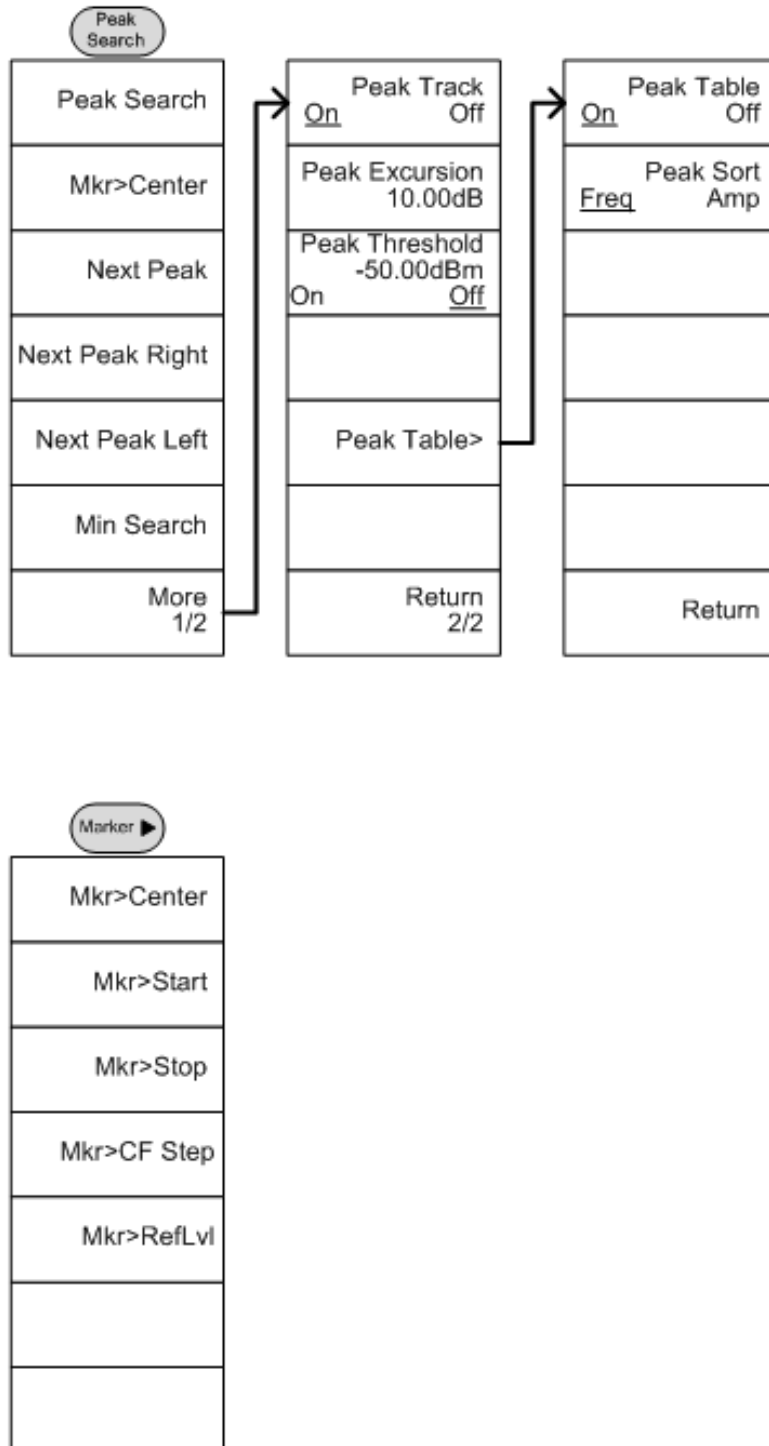 Peak
Search
Peak Search
Mkr>Center
Next Peak
Next Peak Right
Next Peak Left
Min Search
More
1/2
Peak Track
On Off
Peak Excursion
10.00dB
Peak Threshold
-50.00dBm
On Off
Peak Table>
Return
2/2
Peak Table
On Off
Peak Sort
Freq Amp
Return
Marker ▶
Mkr>Center
Mkr>Start
Mkr>Stop
Mkr>CF Step
Mkr>RefLvl